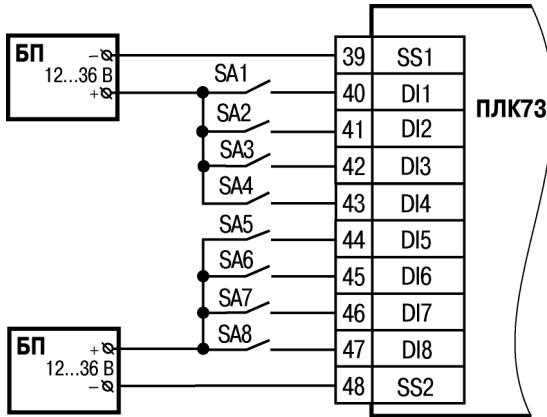 БП
12...36 В
–
+
SA1
SA2
SA3
SA4
SA5
SA6
SA7
SA8
БП
12...36 В
+
–
39 SS1
40 DI1
41 DI2
42 DI3
43 DI4
44 DI5
45 DI6
46 DI7
47 DI8
48 SS2
ПЛК73